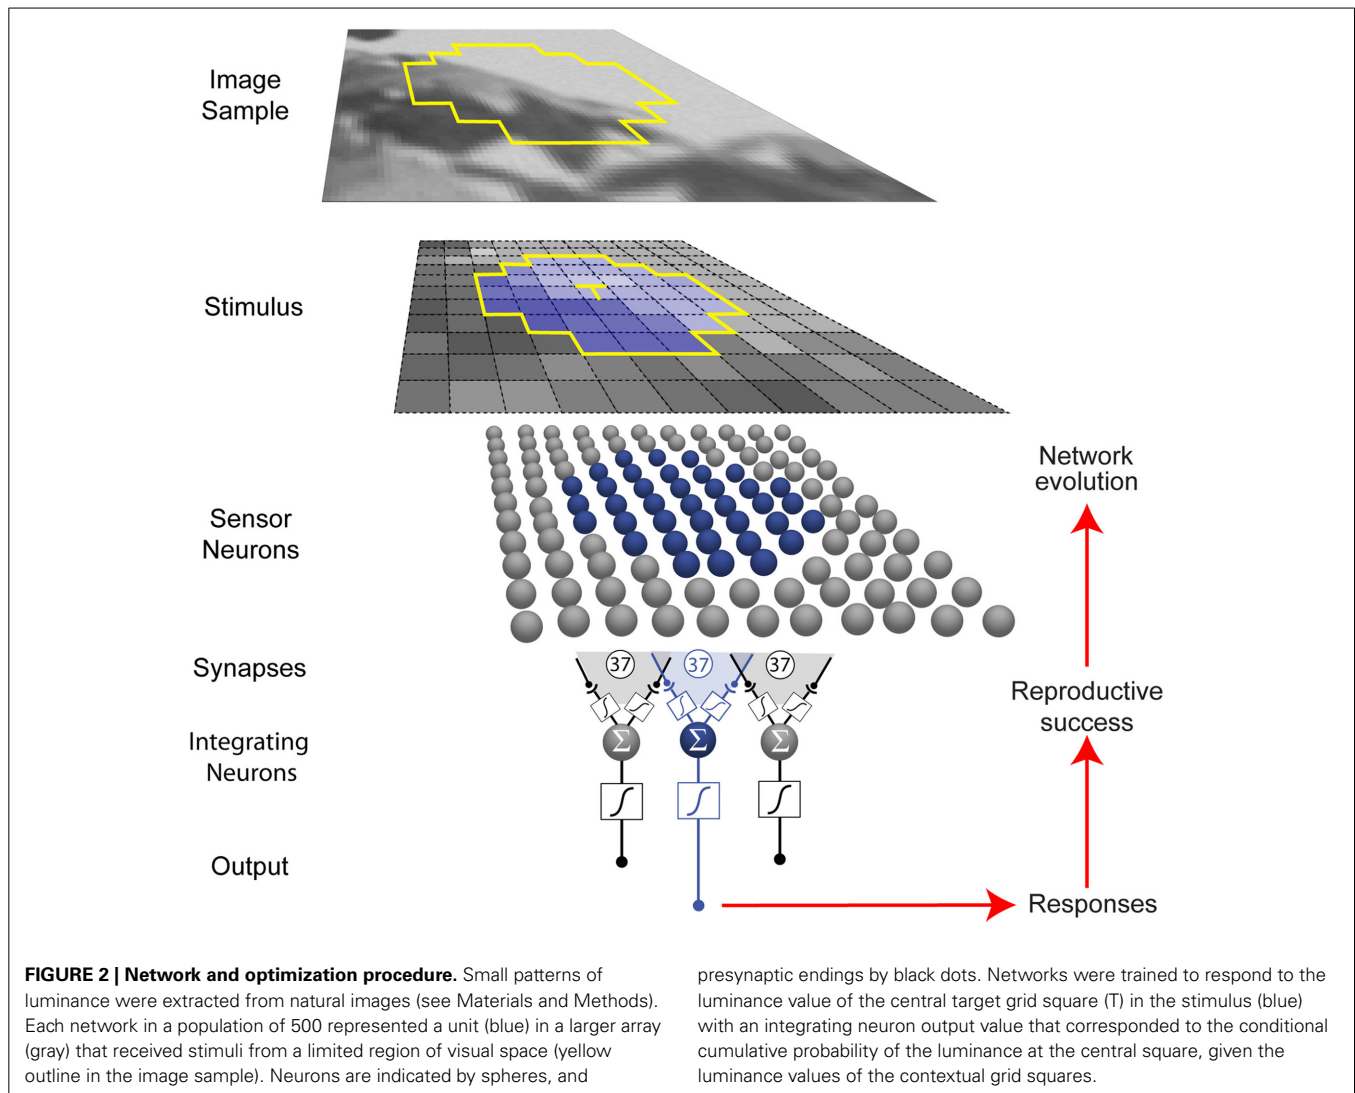 Image
Sample
T
Stimulus
Sensor
Neurons
Network
evolution
Synapses
37 37 37
Reproductive
success
Integrating
Neurons
Σ Σ Σ
Output
Responses
FIGURE 2 | Network and optimization procedure. Small patterns of
luminance were extracted from natural images (see Materials and Methods).
Each network in a population of 500 represented a unit (blue) in a larger array
(gray) that received stimuli from a limited region of visual space (yellow
outline in the image sample). Neurons are indicated by spheres, and
presynaptic endings by black dots. Networks were trained to respond to the
luminance value of the central target grid square (T) in the stimulus (blue)
with an integrating neuron output value that corresponded to the conditional
cumulative probability of the luminance at the central square, given the
luminance values of the contextual grid squares.